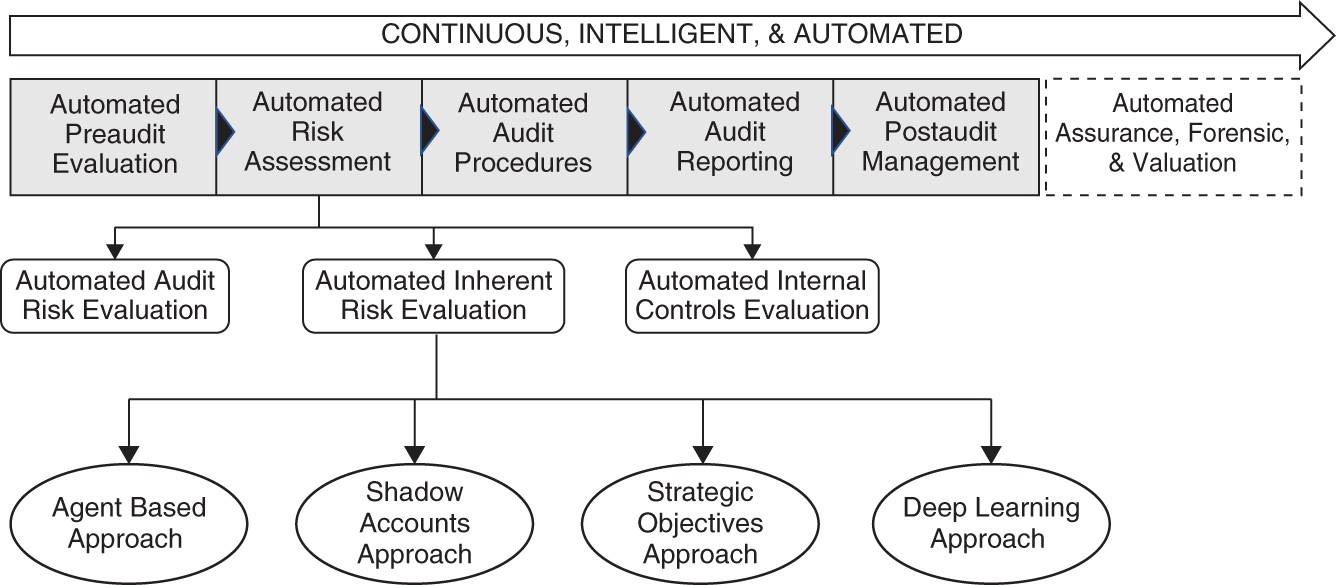 CONTINUOUS, INTELLIGENT, & AUTOMATED
Automated
Preaudit
Evaluation
Automated
Risk
Assessment
Automated
Audit
Procedures
Automated
Audit
Reporting
Automated
Postaudit
Management
Automated
Assurance, Forensic,
& Valuation
Automated Audit
Risk Evaluation
Automated Inherent
Risk Evaluation
Automated Internal
Controls Evaluation
Agent Based
Approach
Shadow
Accounts
Approach
Strategic
Objectives
Approach
Deep Learning
Approach